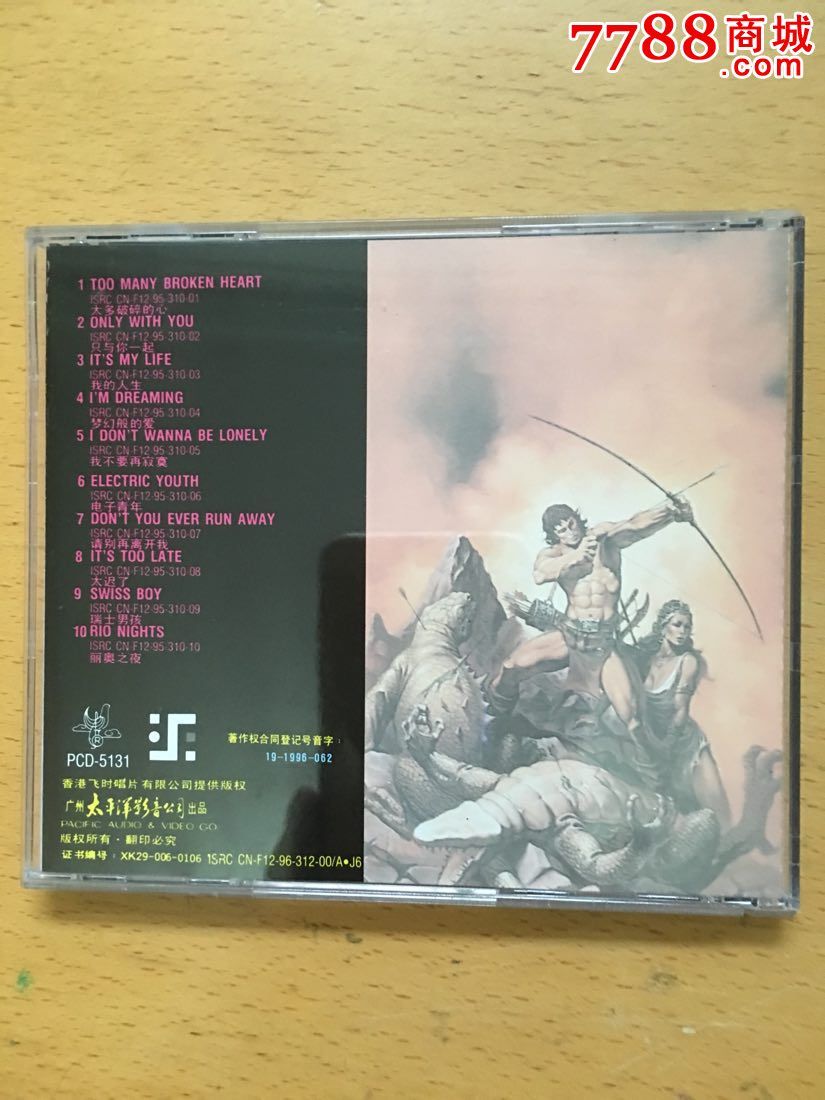 7788商城
.com
1 TOO MANY BROKEN HEART
ISRC CN-F12-95-310-01
太多破碎的心
2 ONLY WITH YOU
ISRC CN-F12-95-310-02
只与你一起
3 IT'S MY LIFE
ISRC CN-F12-95-310-03
我的人生
4 I'M DREAMING
ISRC CN-F12-95-310-04
梦幻般的爱
5 I DON'T WANNA BE LONELY
ISRC CN-F12-95-310-05
我不要再寂寞
6 ELECTRIC YOUTH
ISRC CN-F12-95-310-06
电子青年
7 DON'T YOU EVER RUN AWAY
ISRC CN-F12-95-310-07
请别再离开我
8 IT'S TOO LATE
ISRC CN-F12-95-310-08
太迟了
9 SWISS BOY
ISRC CN-F12-95-310-09
瑞士男孩
10 RIO NIGHTS
ISRC CN-F12-95-310-10
丽奥之夜
PCD-5131
著作权合同登记号音字:
19-1996-062
香港飞时唱片有限公司提供版权
广州太平洋影音公司出品
PACIFIC AUDIO & VIDEO CO
版权所有·翻印必究
证书编号: XK29-006-0106 ISRC CN-F12-96-312-00/A•J6